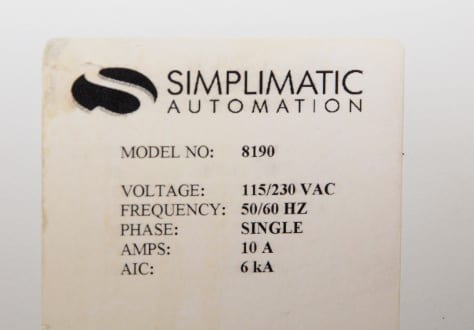 SIMPLIMATIC
AUTOMATION
MODEL NO: 8190
VOLTAGE: 115/230 VAC
FREQUENCY: 50/60 HZ
PHASE: SINGLE
AMPS: 10 A
AIC: 6 kA